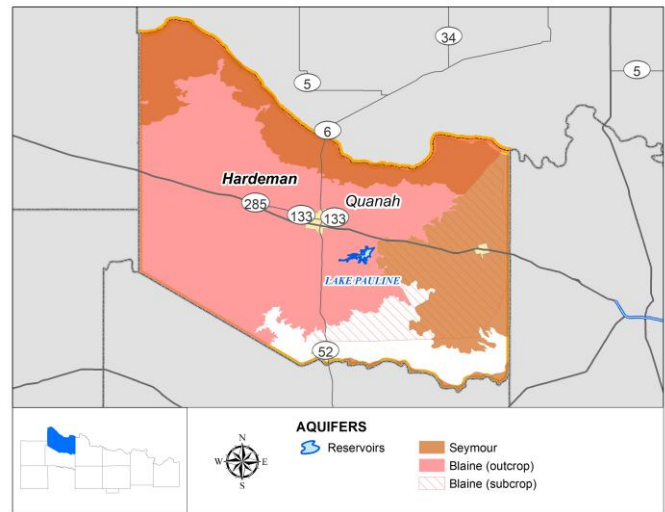 34
5
5
6
Hardeman
Quanah
285
133
133
LAKE PAULINE
52
N
W
E
S
AQUIFERS
Reservoirs
Seymour
Blaine (outcrop)
Blaine (subcrop)